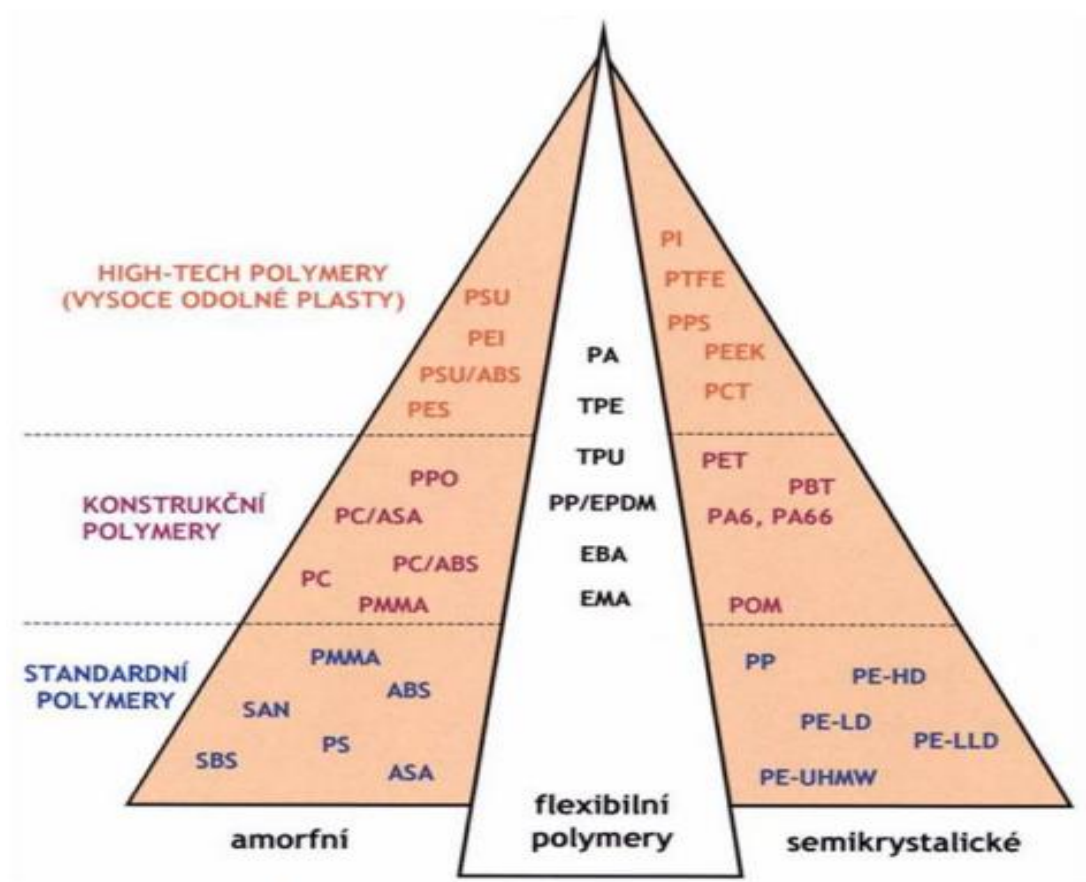 HIGH-TECH POLYMERY
(VYSOCE ODOLNÉ PLASTY)
PSU
PEI
PSU/ABS
PES
PA
TPE
TPU
PP/EPDM
EBA
EMA
PI
PTFE
PPS
PEEK
PCT
KONSTRUKČNÍ
POLYMERY
PPO
PC/ASA
PC/ABS
PC
PMMA
PET
PBT
PA6, PA66
POM
STANDARDNÍ
POLYMERY
PMMA
ABS
SAN
PS
SBS
ASA
PP
PE-HD
PE-LD
PE-LLD
PE-UHMW
amorfní
flexibilní
polymery
semikrystalické